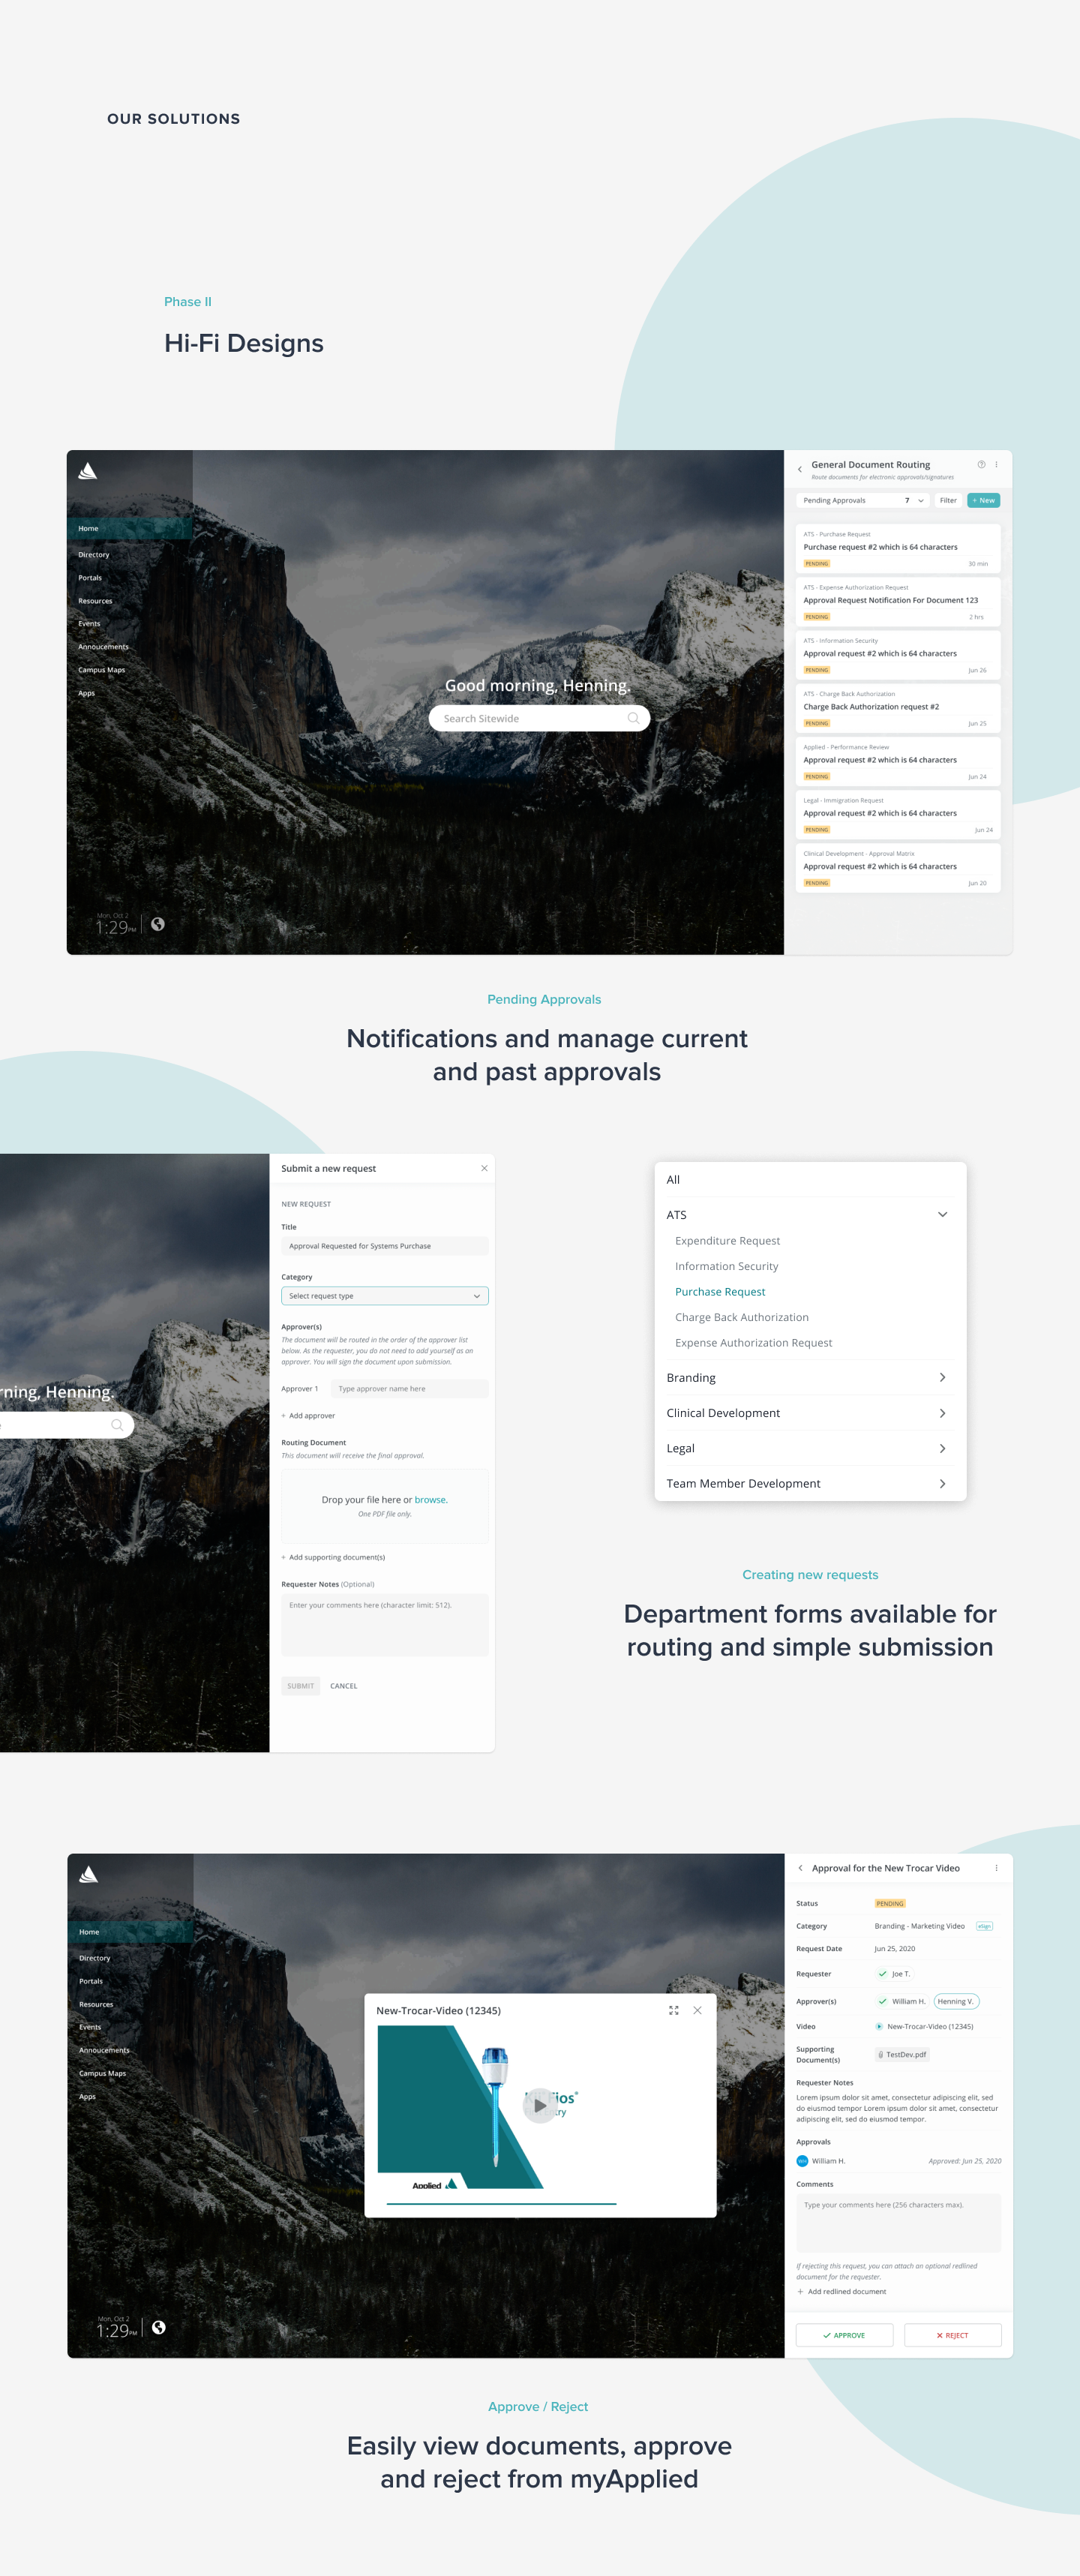 OUR SOLUTIONS
Phase II
Hi-Fi Designs
Home
Directory
Portals
Resources
Events
Annoucements
Campus Maps
Apps
Good morning, Henning.
Search Sitewide
Mon, Oct 2
1:29 PM
General Document Routing
Route documents for electronic approvals/signatures
Pending Approvals 7
Filter
+ New
ATS - Purchase Request
Purchase request #2 which is 64 characters
PENDING 30 min
ATS - Expense Authorization Request
Approval Request Notification For Document 123
PENDING 2 hrs
ATS - Information Security
Approval request #2 which is 64 characters
PENDING Jun 26
ATS - Charge Back Authorization
Charge Back Authorization request #2
PENDING Jun 25
Applied - Performance Review
Approval request #2 which is 64 characters
PENDING Jun 24
Legal - Immigration Request
Approval request #2 which is 64 characters
PENDING Jun 24
Clinical Development - Approval Matrix
Approval request #2 which is 64 characters
PENDING Jun 20
Pending Approvals
Notifications and manage current
and past approvals
rning, Henning.
Submit a new request
NEW REQUEST
Title
Approval Requested for Systems Purchase
Category
Select request type
Approver(s)
The document will be routed in the order of the approver list
below. As the requester, you do not need to add yourself as an
approver. You will sign the document upon submission.
Approver 1 Type approver name here
+ Add approver
Routing Document
This document will receive the final approval.
Drop your file here or browse.
One PDF file only.
+ Add supporting document(s)
Requester Notes (Optional)
Enter your comments here (character limit: 512).
SUBMIT CANCEL
All
ATS
Expenditure Request
Information Security
Purchase Request
Charge Back Authorization
Expense Authorization Request
Branding
Clinical Development
Legal
Team Member Development
Creating new requests
Department forms available for
routing and simple submission
Home
Directory
Portals
Resources
Events
Annoucements
Campus Maps
Apps
Mon, Oct 2
1:29 PM
New-Trocar-Video (12345)
Applied
Approval for the New Trocar Video
Status PENDING
Category Branding - Marketing Video eSign
Request Date Jun 25, 2020
Requester Joe T.
Approver(s) William H. Henning V.
Video New-Trocar-Video (12345)
Supporting
Document(s) TestDev.pdf
Requester Notes
Lorem ipsum dolor sit amet, consectetur adipiscing elit, sed
do eiusmod tempor Lorem ipsum dolor sit amet, consectetur
adipiscing elit, sed do eiusmod tempor.
Approvals
William H. Approved: Jun 25, 2020
Comments
Type your comments here (256 characters max).
If rejecting this request, you can attach an optional redlined
document for the requester.
+ Add redlined document
APPROVE
REJECT
Approve / Reject
Easily view documents, approve
and reject from myApplied